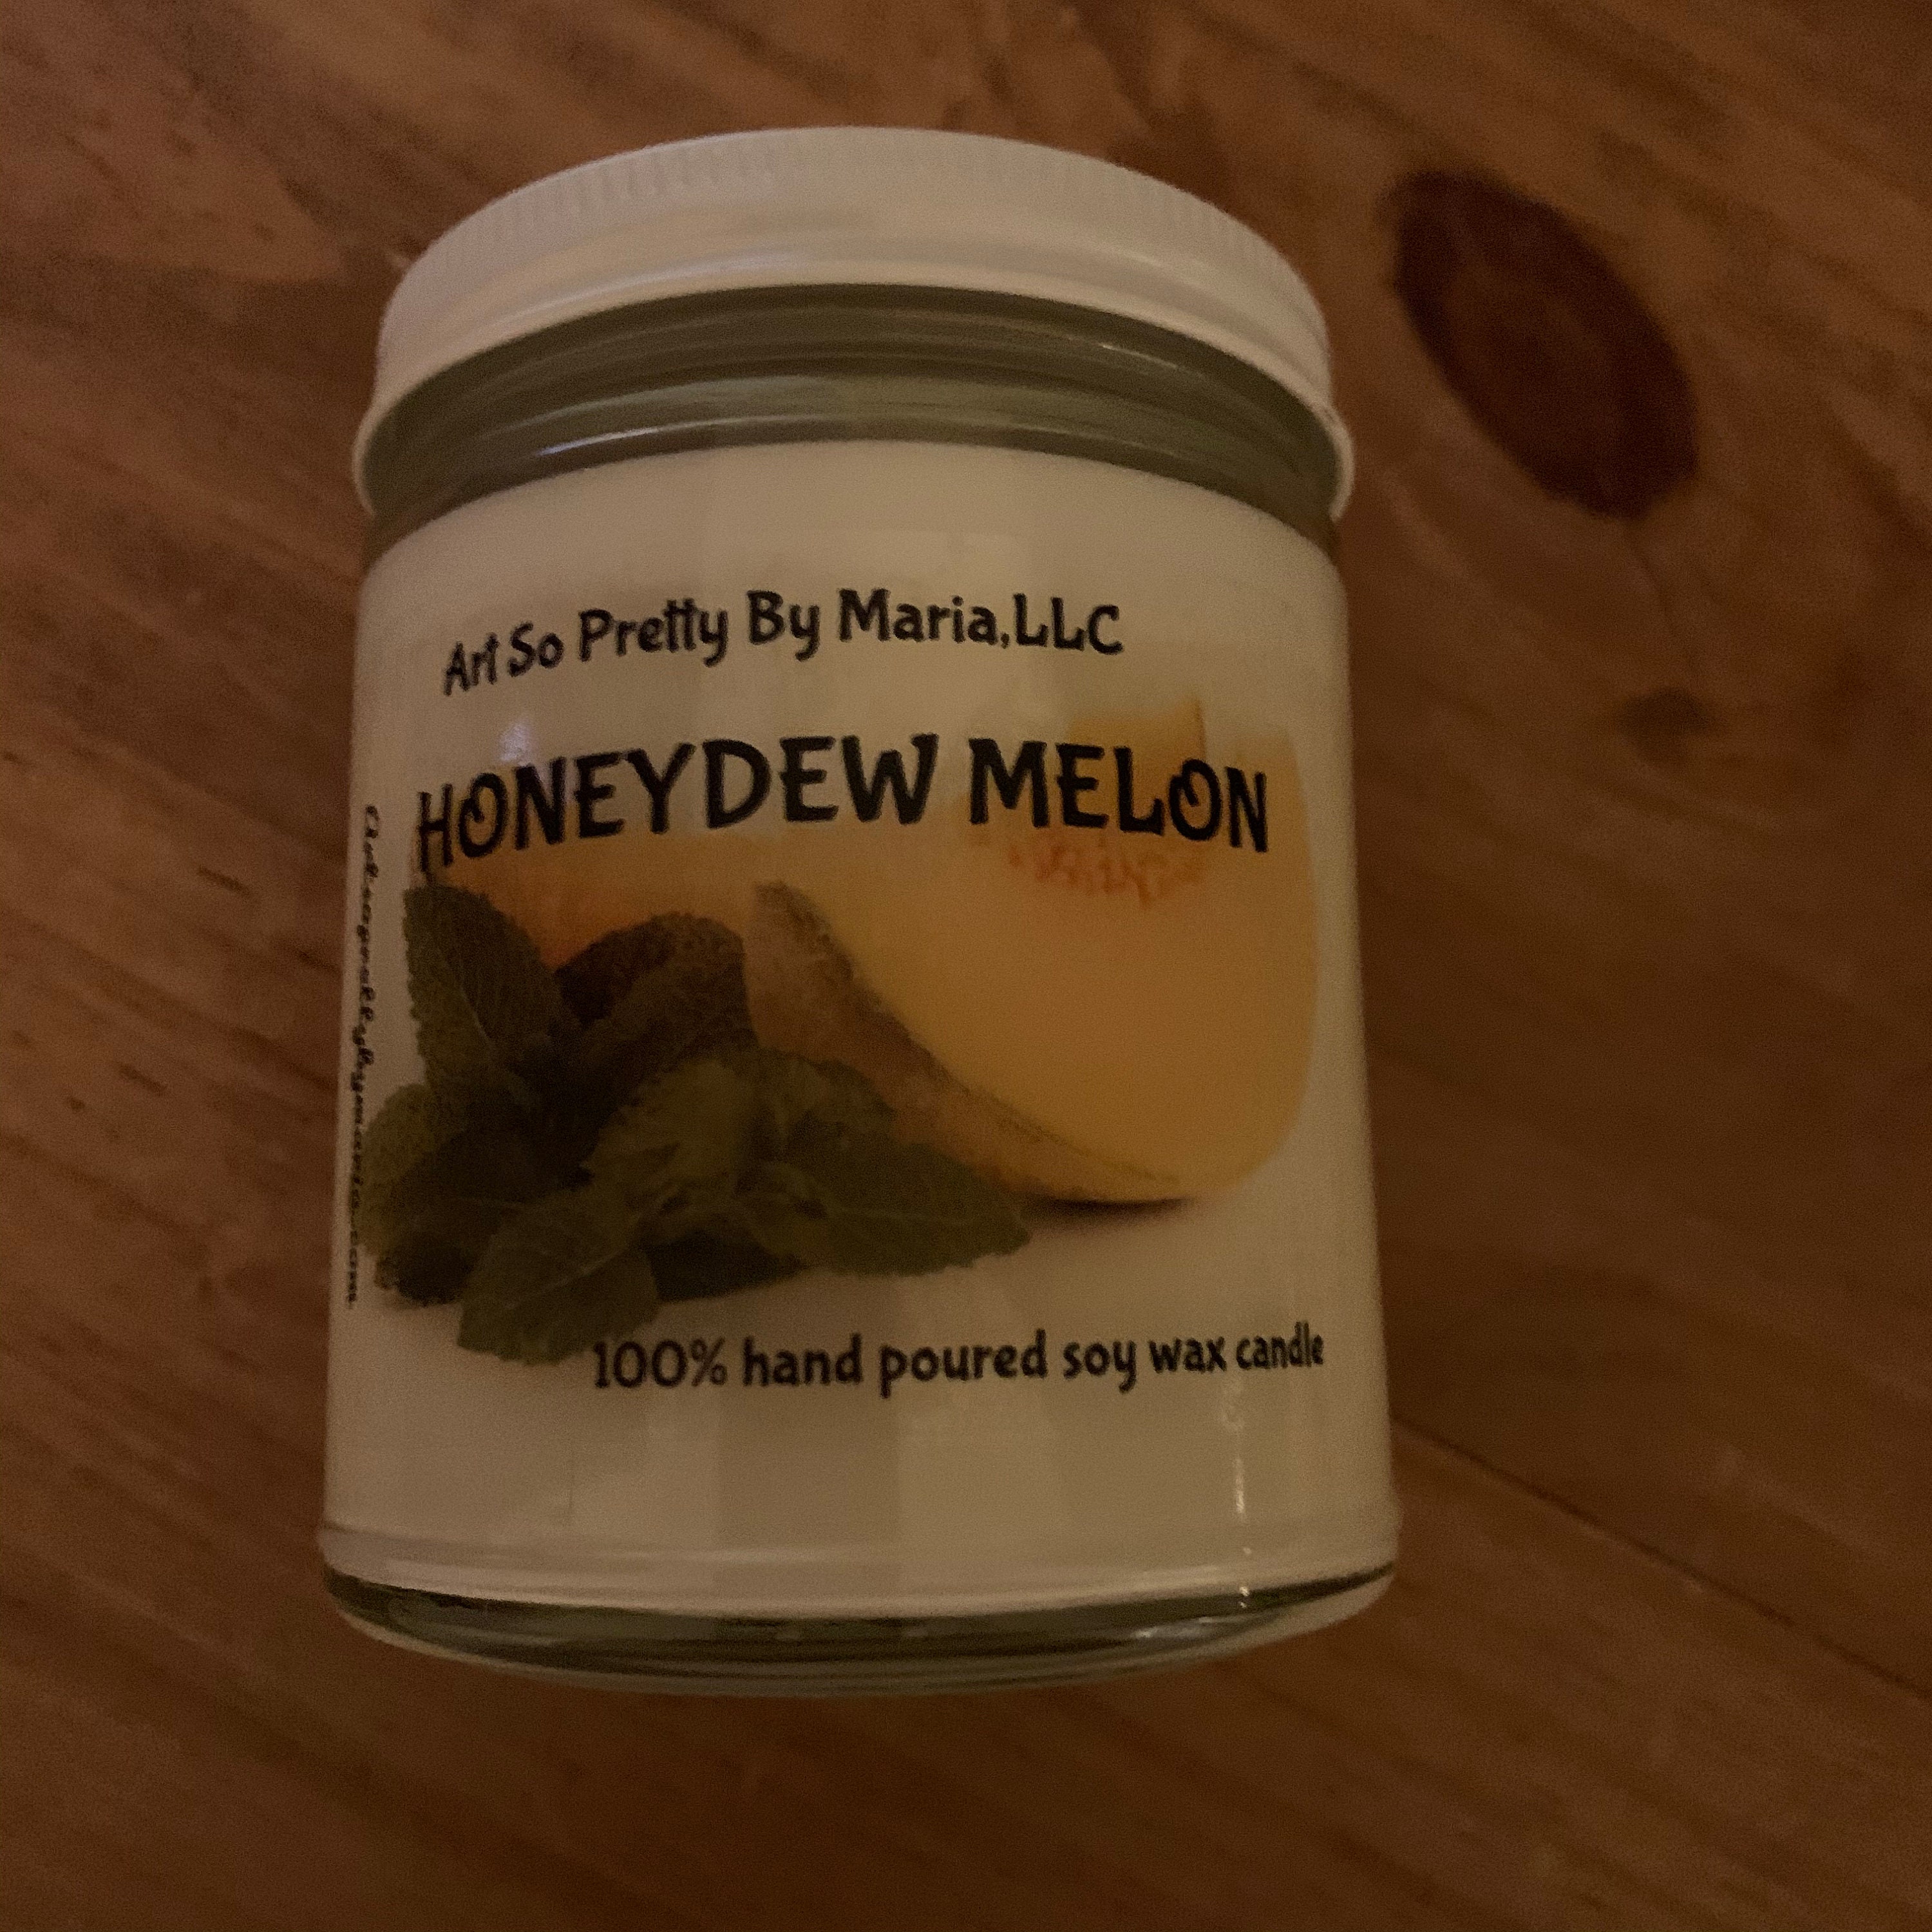 Art So Pretty By Maria,LLC
HONEYDEW MELON
100% hand poured soy wax candle